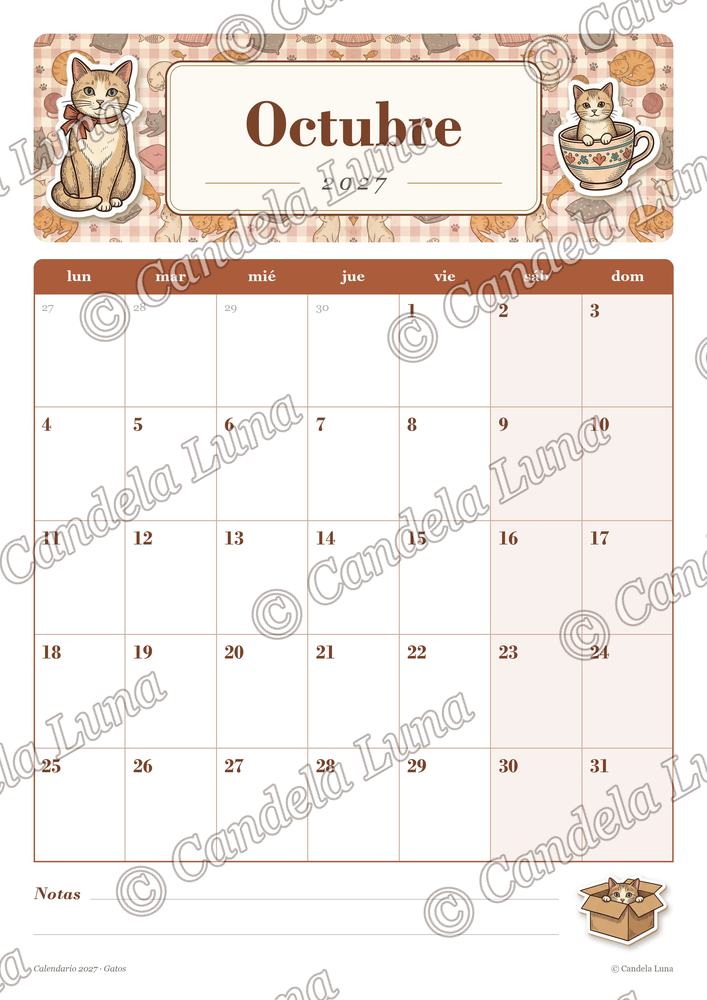 Octubre
2027
lun mar mié jue vie sáb dom
27 28 29 30 1 2 3
4 5 6 7 8 9 10
11 12 13 14 15 16 17
18 19 20 21 22 23 24
25 26 27 28 29 30 31
Notas
Calendario 2027 · Gatos © Candela Luna
© Candela Luna